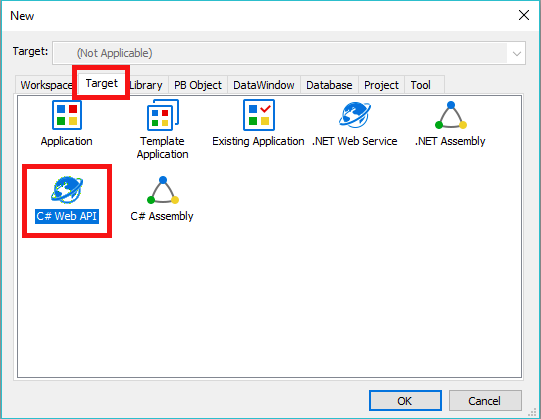 New
Target: (Not Applicable)
Workspace Target Library PB Object DataWindow Database Project Tool
Application Template Application Existing Application .NET Web Service .NET Assembly
C# Web API C# Assembly
OK Cancel